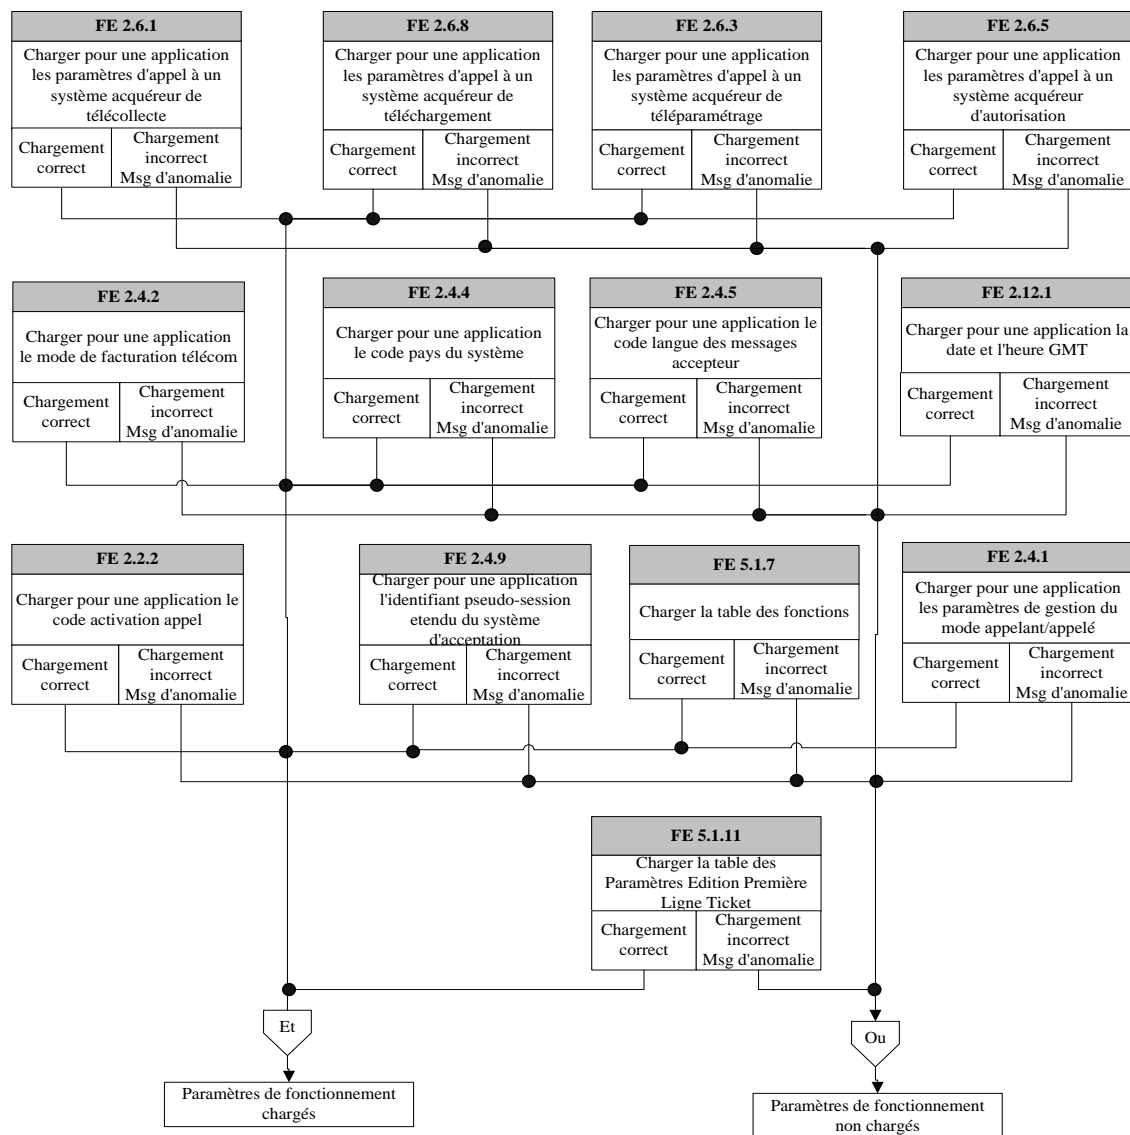 FE 2.6.1
Charger pour une application
les paramètres d'appel à un
système acquéreur de
télécollecte
Chargement
correct
Chargement
incorrect
Msg d'anomalie
FE 2.6.8
Charger pour une application
les paramètres d'appel à un
système acquéreur de
téléchargement
Chargement
correct
Chargement
incorrect
Msg d'anomalie
FE 2.6.3
Charger pour une application
les paramètres d'appel à un
système acquéreur de
téléparamétrage
Chargement
correct
Chargement
incorrect
Msg d'anomalie
FE 2.6.5
Charger pour une application
les paramètres d'appel à un
système acquéreur
d'autorisation
Chargement
correct
Chargement
incorrect
Msg d'anomalie
FE 2.4.2
Charger pour une application
le mode de facturation télécom
Chargement
correct
Chargement
incorrect
Msg d'anomalie
FE 2.4.4
Charger pour une application
le code pays du système
Chargement
correct
Chargement
incorrect
Msg d'anomalie
FE 2.4.5
Charger pour une application le
code langue des messages
accepteur
Chargement
correct
Chargement
incorrect
Msg d'anomalie
FE 2.12.1
Charger pour une application la
date et l'heure GMT
Chargement
correct
Chargement
incorrect
Msg d'anomalie
FE 2.2.2
Charger pour une application le
code activation appel
Chargement
correct
Chargement
incorrect
Msg d'anomalie
FE 2.4.9
Charger pour une application
l'identifiant pseudo-session
etendu du système
d'acceptation
Chargement
correct
Chargement
incorrect
Msg d'anomalie
FE 5.1.7
Charger la table des fonctions
Chargement
correct
Chargement
incorrect
Msg d'anomalie
FE 2.4.1
Charger pour une application
les paramètres de gestion du
mode appelant/appelé
Chargement
correct
Chargement
incorrect
Msg d'anomalie
FE 5.1.11
Charger la table des
Paramètres Edition Première
Ligne Ticket
Chargement
correct
Chargement
incorrect
Msg d'anomalie
Et
Ou
Paramètres de fonctionnement
chargés
Paramètres de fonctionnement
non chargés